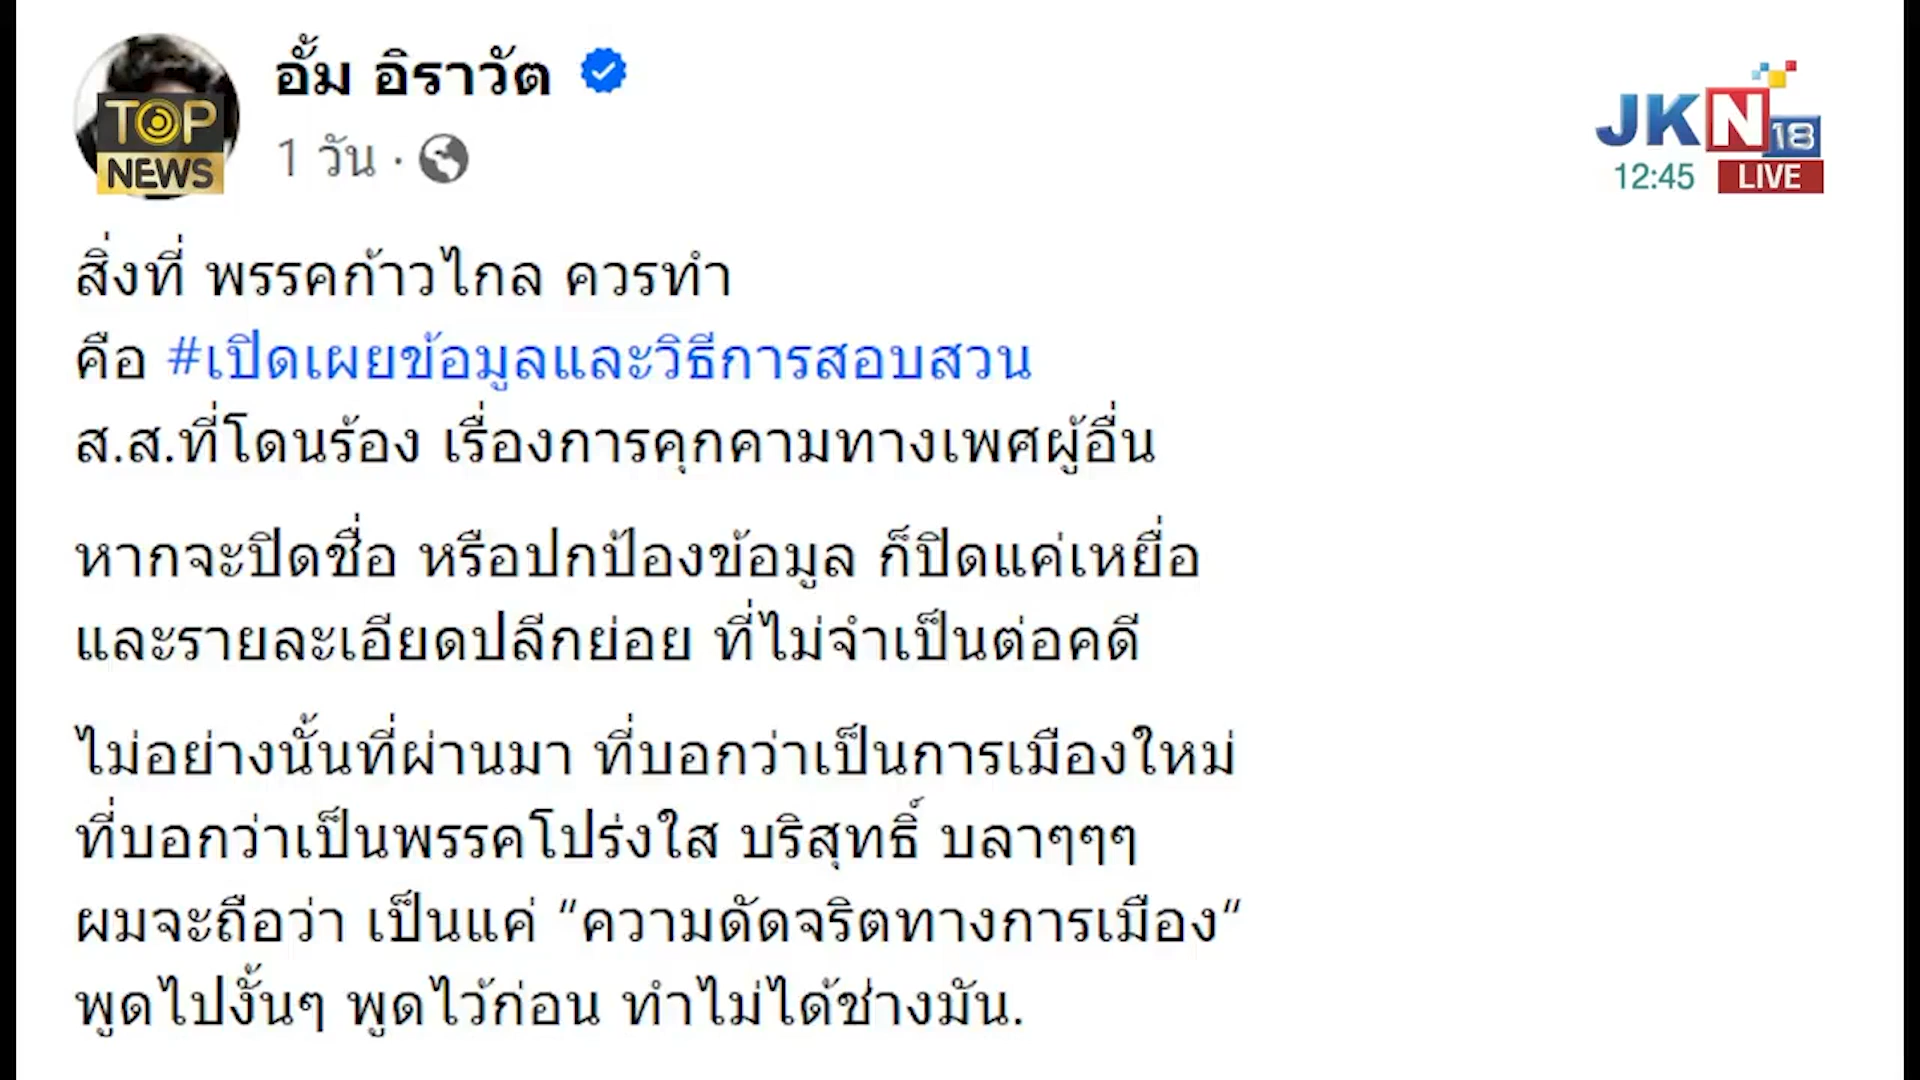 อั้ม อิราวัต
1 วัน ·
TOP
NEWS
JKN18
12:45 LIVE
สิ่งที่ พรรคก้าวไกล ควรทำ
คือ #เปิดเผยข้อมูลและวิธีการสอบสวน
ส.ส.ที่โดนร้อง เรื่องการคุกคามทางเพศผู้อื่น
หากจะปิดชื่อ หรือปกป้องข้อมูล ก็ปิดแค่เหยื่อ
และรายละเอียดปลีกย่อย ที่ไม่จำเป็นต่อคดี
ไม่อย่างนั้นที่ผ่านมา ที่บอกว่าเป็นการเมืองใหม่
ที่บอกว่าเป็นพรรคโปร่งใส บริสุทธิ์ บลาๆๆๆ
ผมจะถือว่า เป็นแค่ “ความดัดจริตทางการเมือง“
พูดไปงั้นๆ พูดไว้ก่อน ทำไม่ได้ช่างมัน.